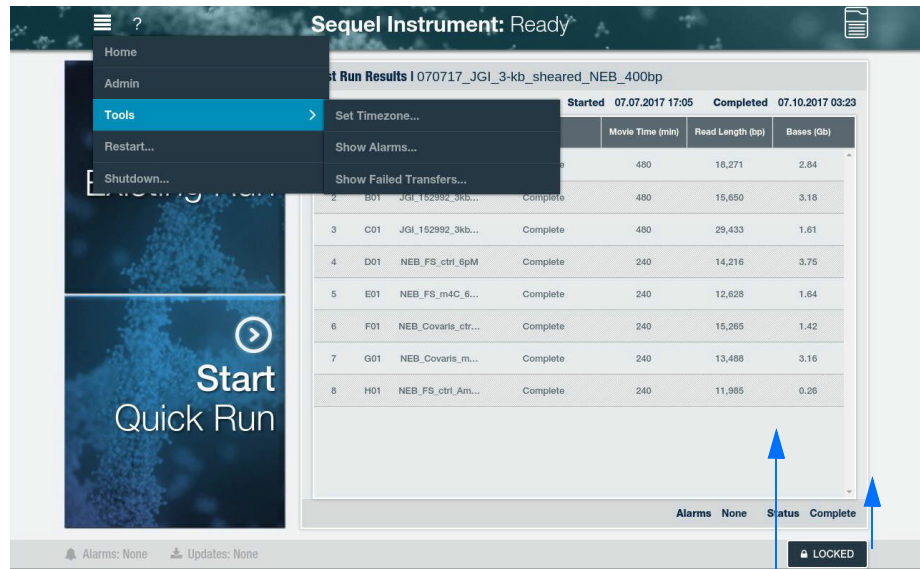 ? Sequel Instrument: Ready
Home
Admin
Tools
Restart...
Shutdown...
Set Timezone...
Show Alarms...
Show Failed Transfers...
st Run Results I 070717_JGI_3-kb_sheared_NEB_400bp
Started 07.07.2017 17:05 Completed 07.10.2017 03:23
Movie Time (min) Read Length (bp) Bases (Gb)
480 18,271 2.84
2 B01 JGI_152992_3kb... Complete 480 15,650 3.18
3 C01 JGI_152992_3kb... Complete 480 29,433 1.61
4 D01 NEB_FS_ctrl_6pM Complete 240 14,216 3.75
5 E01 NEB_FS_m4C_6... Complete 240 12,628 1.64
6 F01 NEB_Covaris_ctr... Complete 240 15,265 1.42
7 G01 NEB_Covaris_m... Complete 240 13,488 3.16
8 H01 NEB_FS_ctrl_Am... Complete 240 11,985 0.26
Existing Run
Start
Quick Run
Alarms None Status Complete
Alarms: None Updates: None
LOCKED